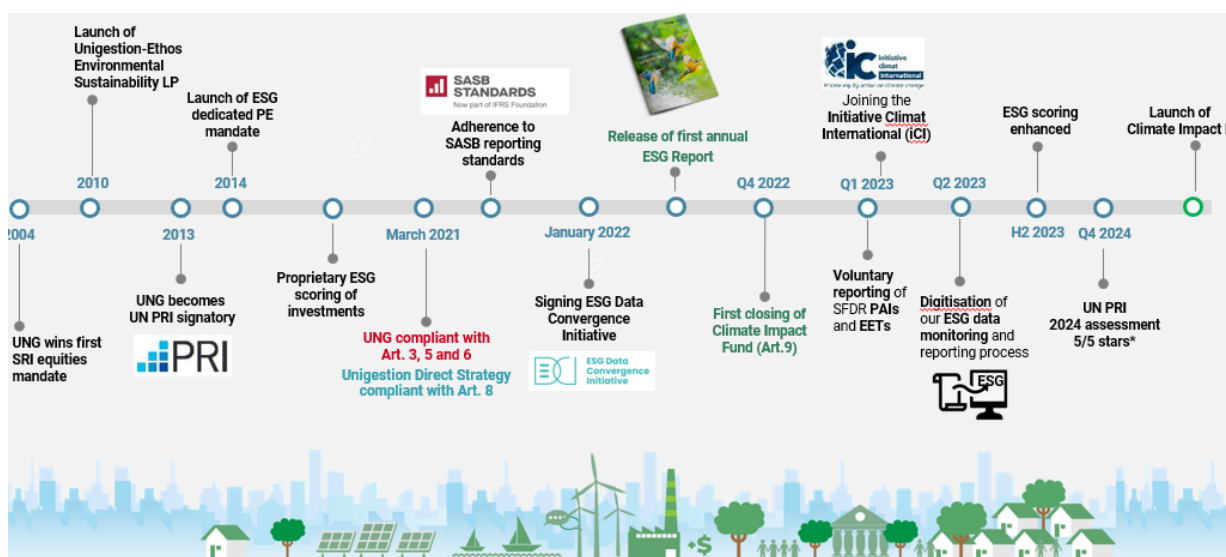 Launch of
Unigestion-Ethos
Environmental
Sustainability LP
2010
Launch of ESG
dedicated PE
mandate
2014
SASB
STANDARDS
Now part of IFRS Foundation
Adherence to
SASB reporting
standards
Release of first annual
ESG Report
Q4 2022
iC initiative
climat
international
Private equity action on climate change
Joining the
Initiative Climat
International (iCI)
Q1 2023
Q2 2023
ESG scoring
enhanced
Launch of
Climate Impact
2004
UNG wins first
SRI equities
mandate
2013
UNG becomes
UN PRI signatory
PRI
Proprietary ESG
scoring of
investments
March 2021
UNG compliant with
Art. 3, 5 and 6
Unigestion Direct Strategy
compliant with Art. 8
January 2022
Signing ESG Data
Convergence
Initiative
ESG Data
Convergence
Initiative
First closing of
Climate Impact
Fund (Art.9)
Voluntary
reporting of
SFDR PAIs
and EETs
Digitisation of
our ESG data
monitoring and
reporting process
ESG
H2 2023
Q4 2024
UN PRI
2024 assessment
5/5 stars*
+$